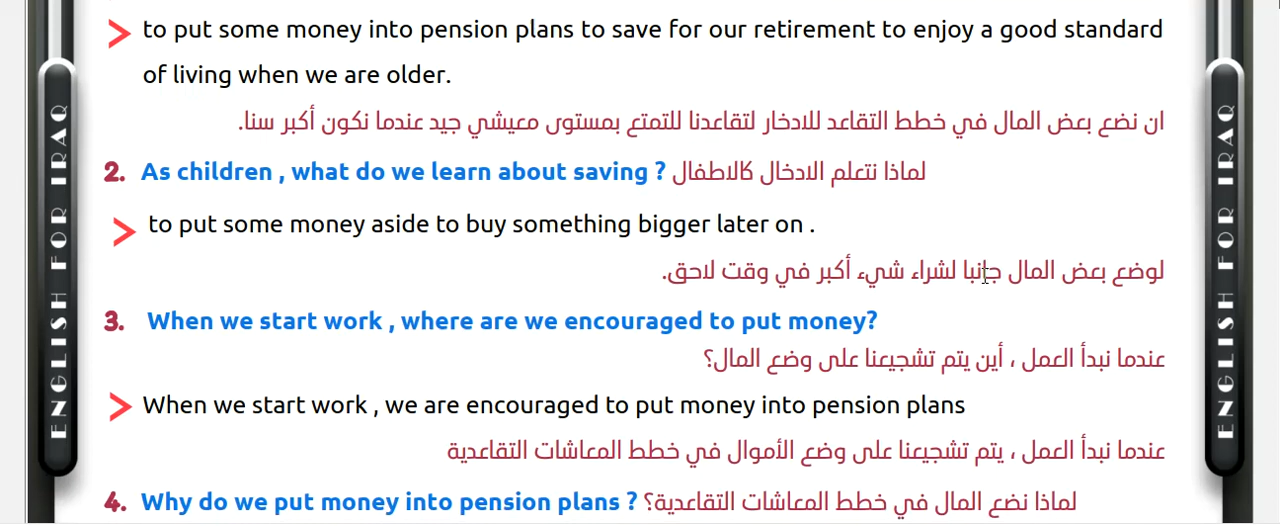 to put some money into pension plans to save for our retirement to enjoy a good standard
of living when we are older.
ان نضع بعض المال في خطط التقاعد للادخار لتقاعدنا للتمتع بمستوى معيشي جيد عندما نكون أكبر سنا.
2. As children , what do we learn about saving ? لماذا نتعلم الادخال كالاطفال
to put some money aside to buy something bigger later on .
لوضع بعض المال جانبا لشراء شيء أكبر في وقت لاحق.
3. When we start work , where are we encouraged to put money?
عندما نبدأ العمل ، أين يتم تشجيعنا على وضع المال؟
When we start work , we are encouraged to put money into pension plans
عندما نبدأ العمل ، يتم تشجيعنا على وضع الأموال في خطط المعاشات التقاعدية
4. Why do we put money into pension plans ? لماذا نضع المال في خطط المعاشات التقاعدية؟
ENGLISH FOR IRAQ
ENGLISH FOR IRAQ